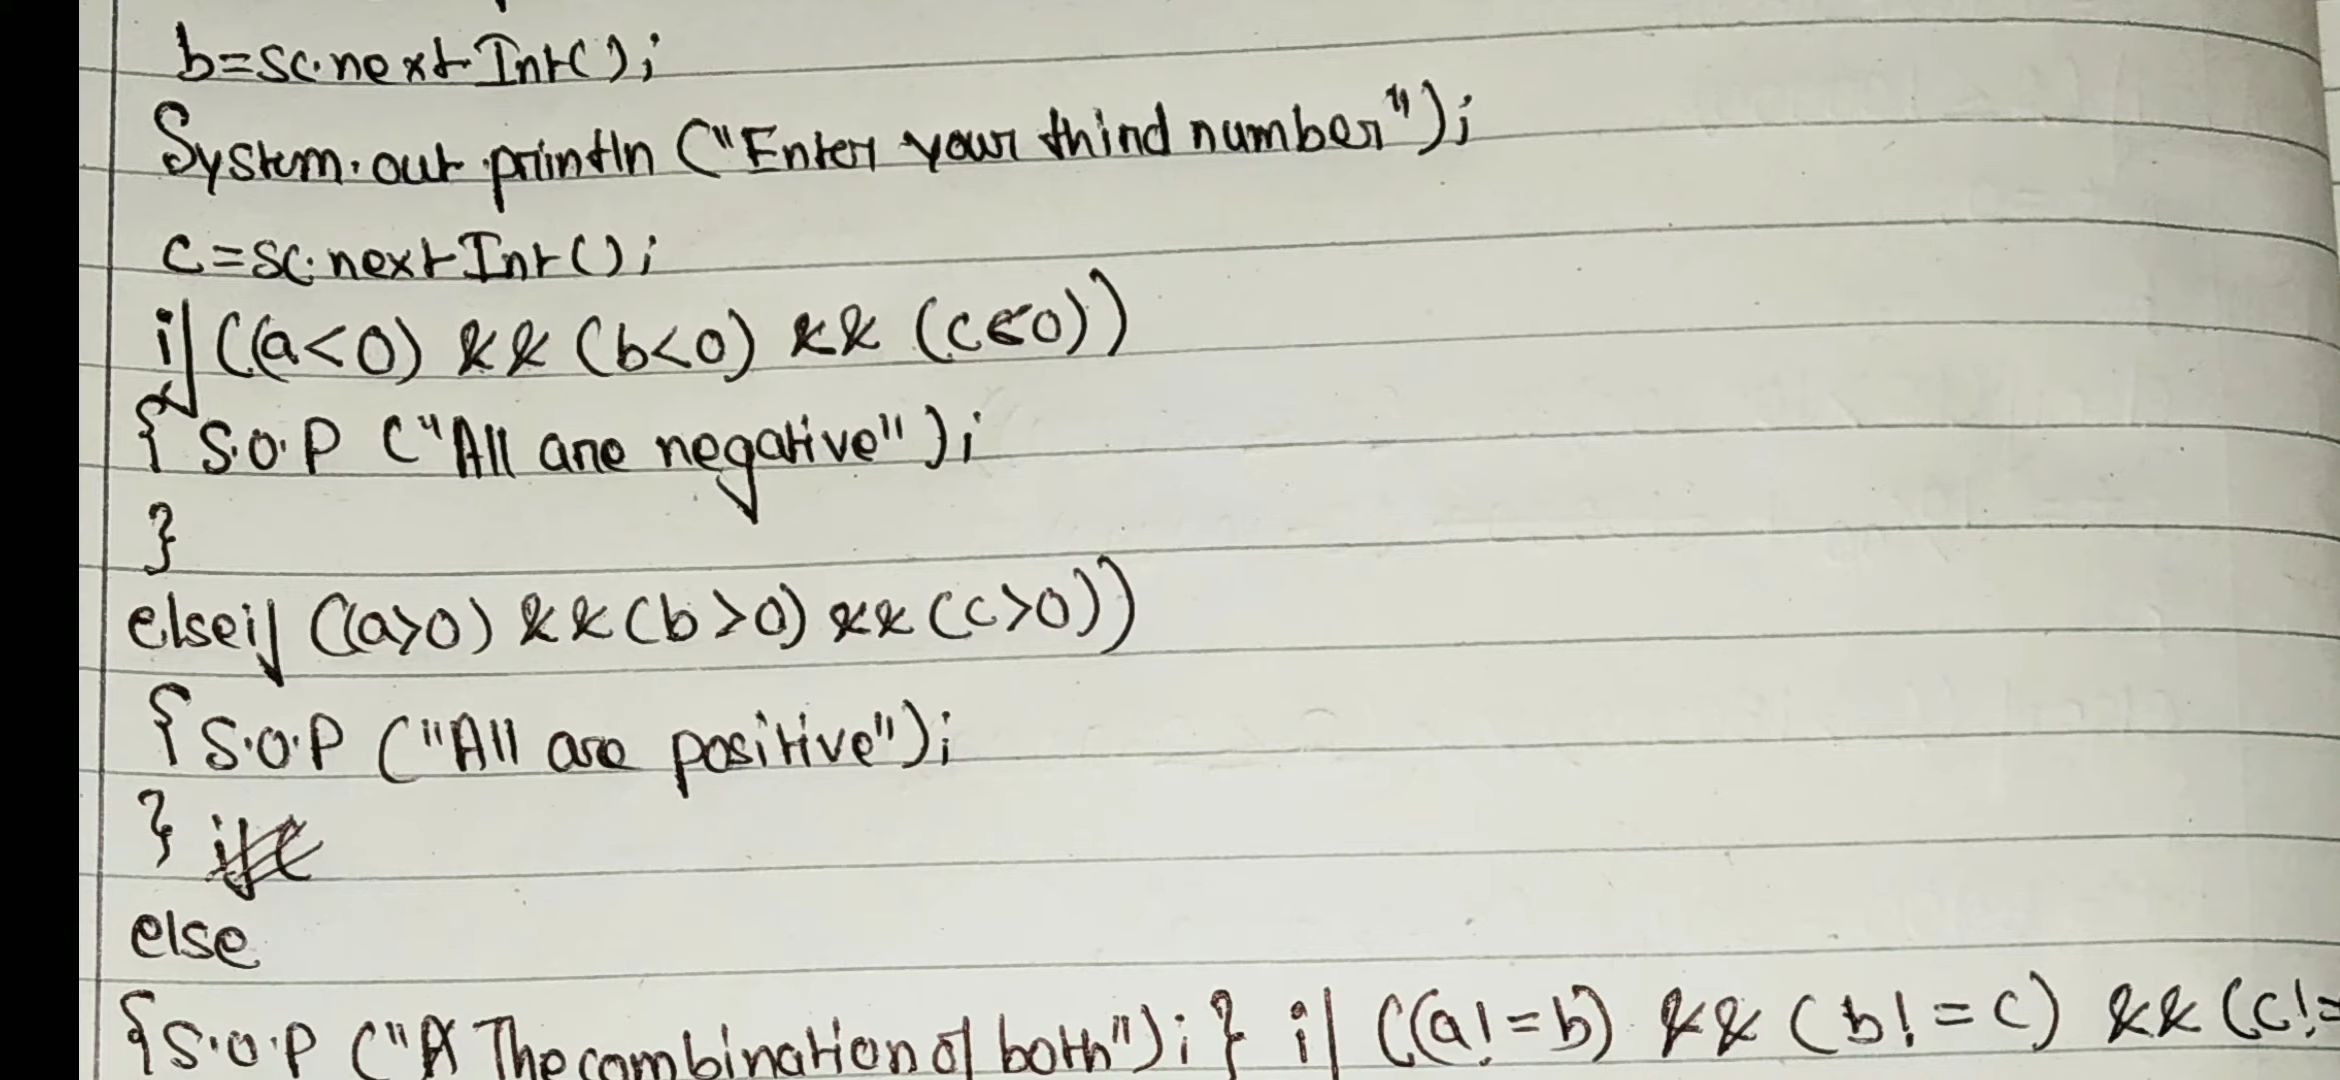 b=sc.nextInt();
System.out.println ("Enter your third number");
c=sc.nextInt();
if ((a<0) && (b<0) && (c<0))
{ S.O.P ("All are negative");
}
elseif ((a>0) && (b>0) && (c>0))
{ S.O.P ("All are positive");
}
else
{ S.O.P (" The combination of both"); } if ((a!=b) && (b!=c) && (c!=